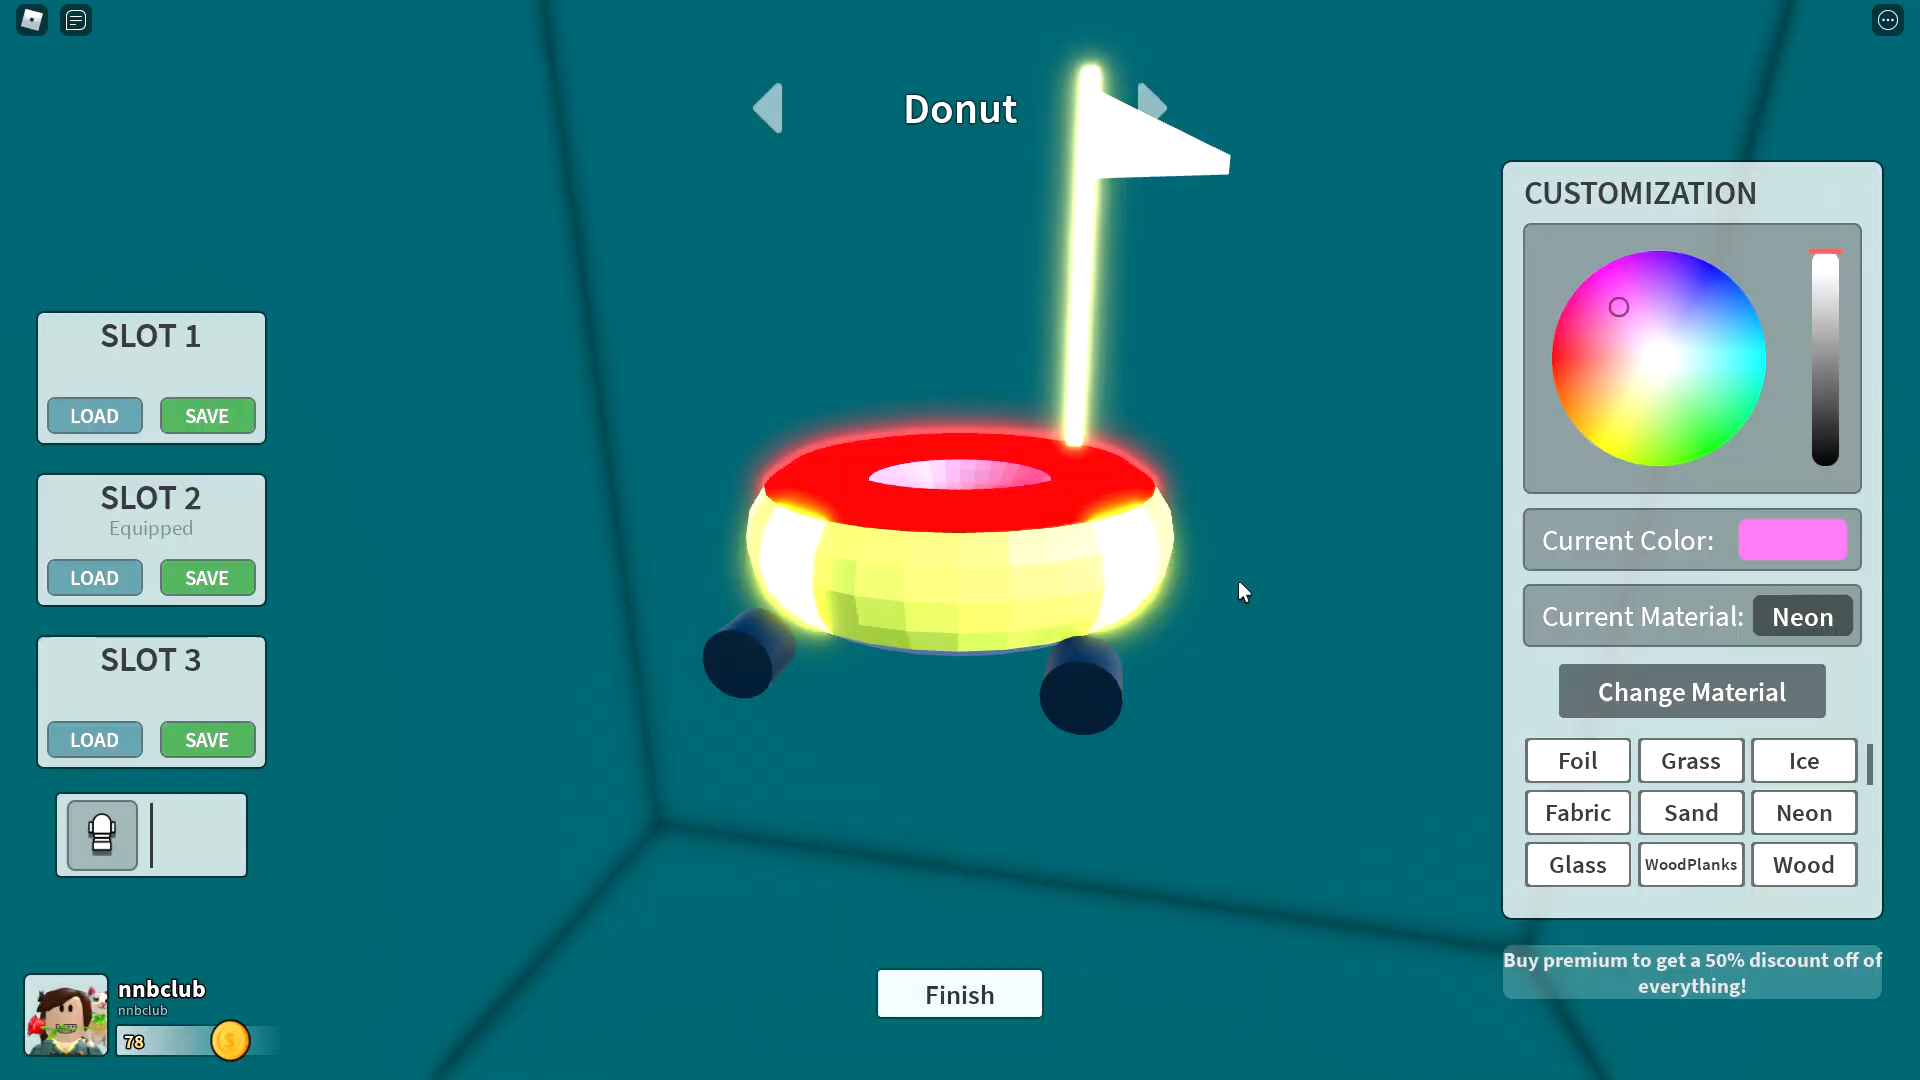 Donut
CUSTOMIZATION
Current Color:
Current Material: Neon
Change Material
Foil Grass Ice
Fabric Sand Neon
Glass WoodPlanks Wood
Buy premium to get a 50% discount off of
everything!
SLOT 1
LOAD SAVE
SLOT 2
Equipped
LOAD SAVE
SLOT 3
LOAD SAVE
nnbclub
nnbclub
78
Finish